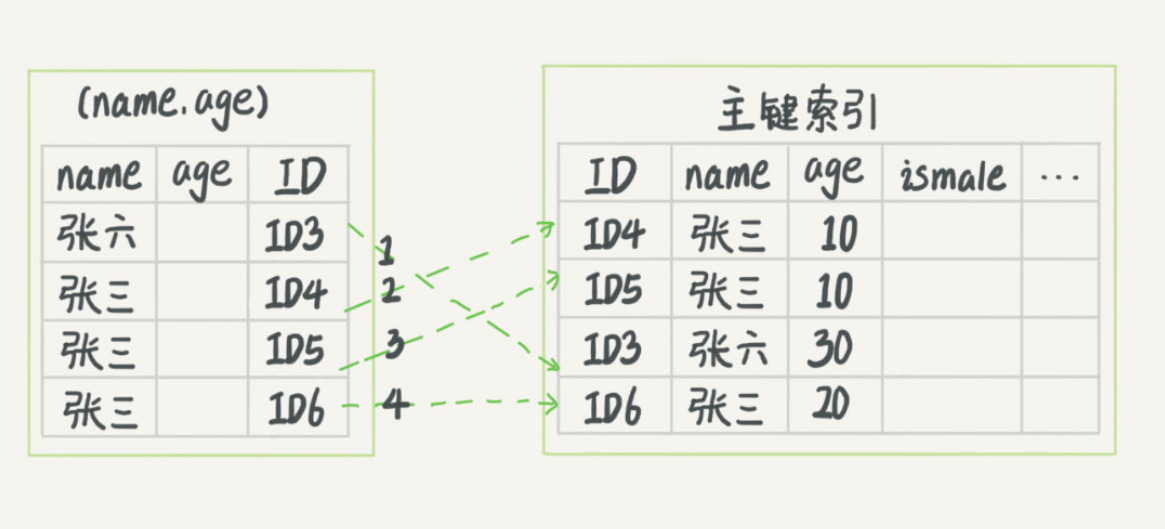 (name.age)
name age ID
张六 ID3
张三 ID4
张三 ID5
张三 ID6
1
2
3
4
主键索引
ID name age ismale ...
ID4 张三 10
ID5 张三 10
ID3 张六 30
ID6 张三 20